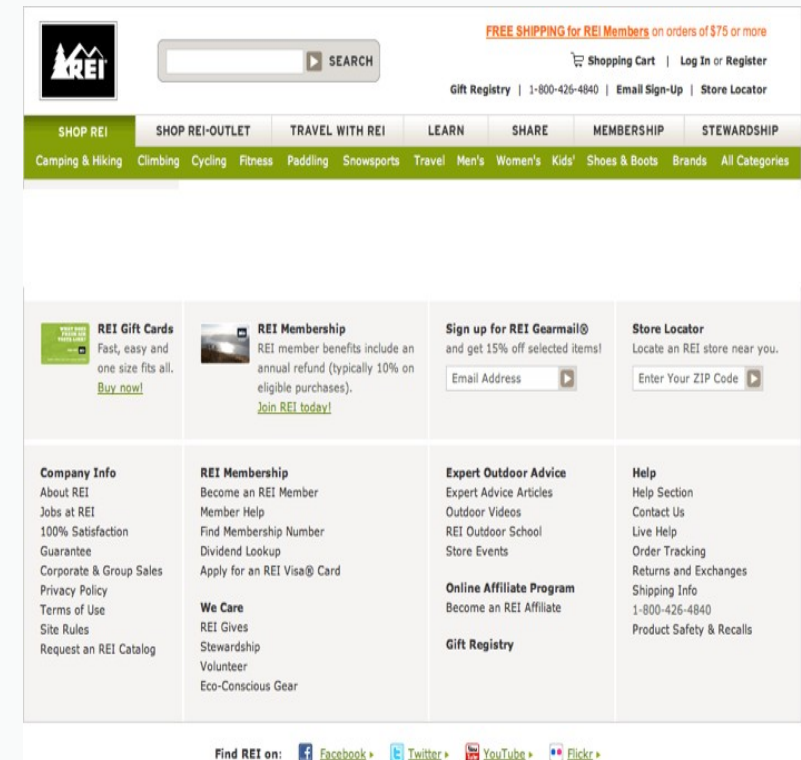 FREE SHIPPING for REI Members on orders of $75 or more
REI
SEARCH
Shopping Cart | Log In or Register
Gift Registry | 1-800-426-4840 | Email Sign-Up | Store Locator
SHOP REI SHOP REI-OUTLET TRAVEL WITH REI LEARN SHARE MEMBERSHIP STEWARDSHIP
Camping & Hiking Climbing Cycling Fitness Paddling Snowsports Travel Men's Women's Kids' Shoes & Boots Brands All Categories
REI Gift Cards
Fast, easy and
one size fits all.
Buy now!
REI Membership
REI member benefits include an
annual refund (typically 10% on
eligible purchases).
Join REI today!
Sign up for REI Gearmail®
and get 15% off selected items!
Email Address
Store Locator
Locate an REI store near you.
Enter Your ZIP Code
Company Info
About REI
Jobs at REI
100% Satisfaction
Guarantee
Corporate & Group Sales
Privacy Policy
Terms of Use
Site Rules
Request an REI Catalog
REI Membership
Become an REI Member
Member Help
Find Membership Number
Dividend Lookup
Apply for an REI Visa® Card
We Care
REI Gives
Stewardship
Volunteer
Eco-Conscious Gear
Expert Outdoor Advice
Expert Advice Articles
Outdoor Videos
REI Outdoor School
Store Events
Online Affiliate Program
Become an REI Affiliate
Gift Registry
Help
Help Section
Contact Us
Live Help
Order Tracking
Returns and Exchanges
Shipping Info
1-800-426-4840
Product Safety & Recalls
Find REI on: Facebook Twitter YouTube Flickr